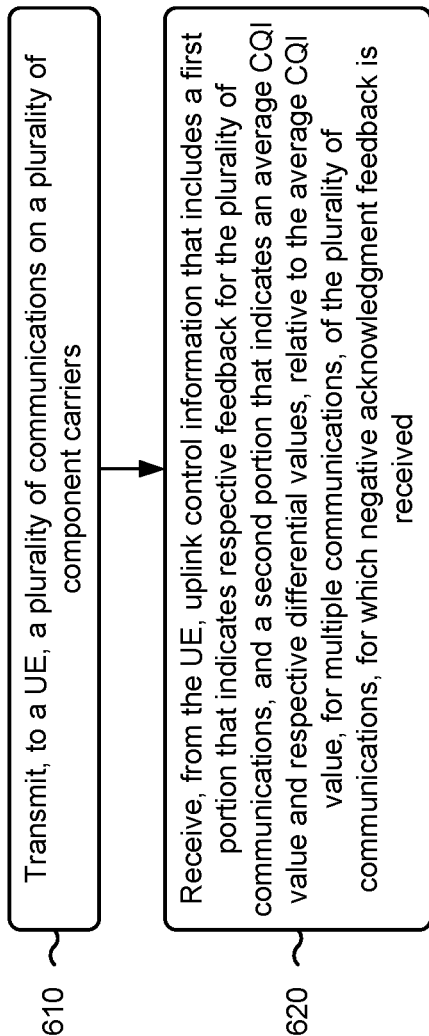 610
Transmit, to a UE, a plurality of communications on a plurality of
component carriers
620
Receive, from the UE, uplink control information that includes a first
portion that indicates respective feedback for the plurality of
communications, and a second portion that indicates an average CQI
value and respective differential values, relative to the average CQI
value, for multiple communications, of the plurality of
communications, for which negative acknowledgment feedback is
received